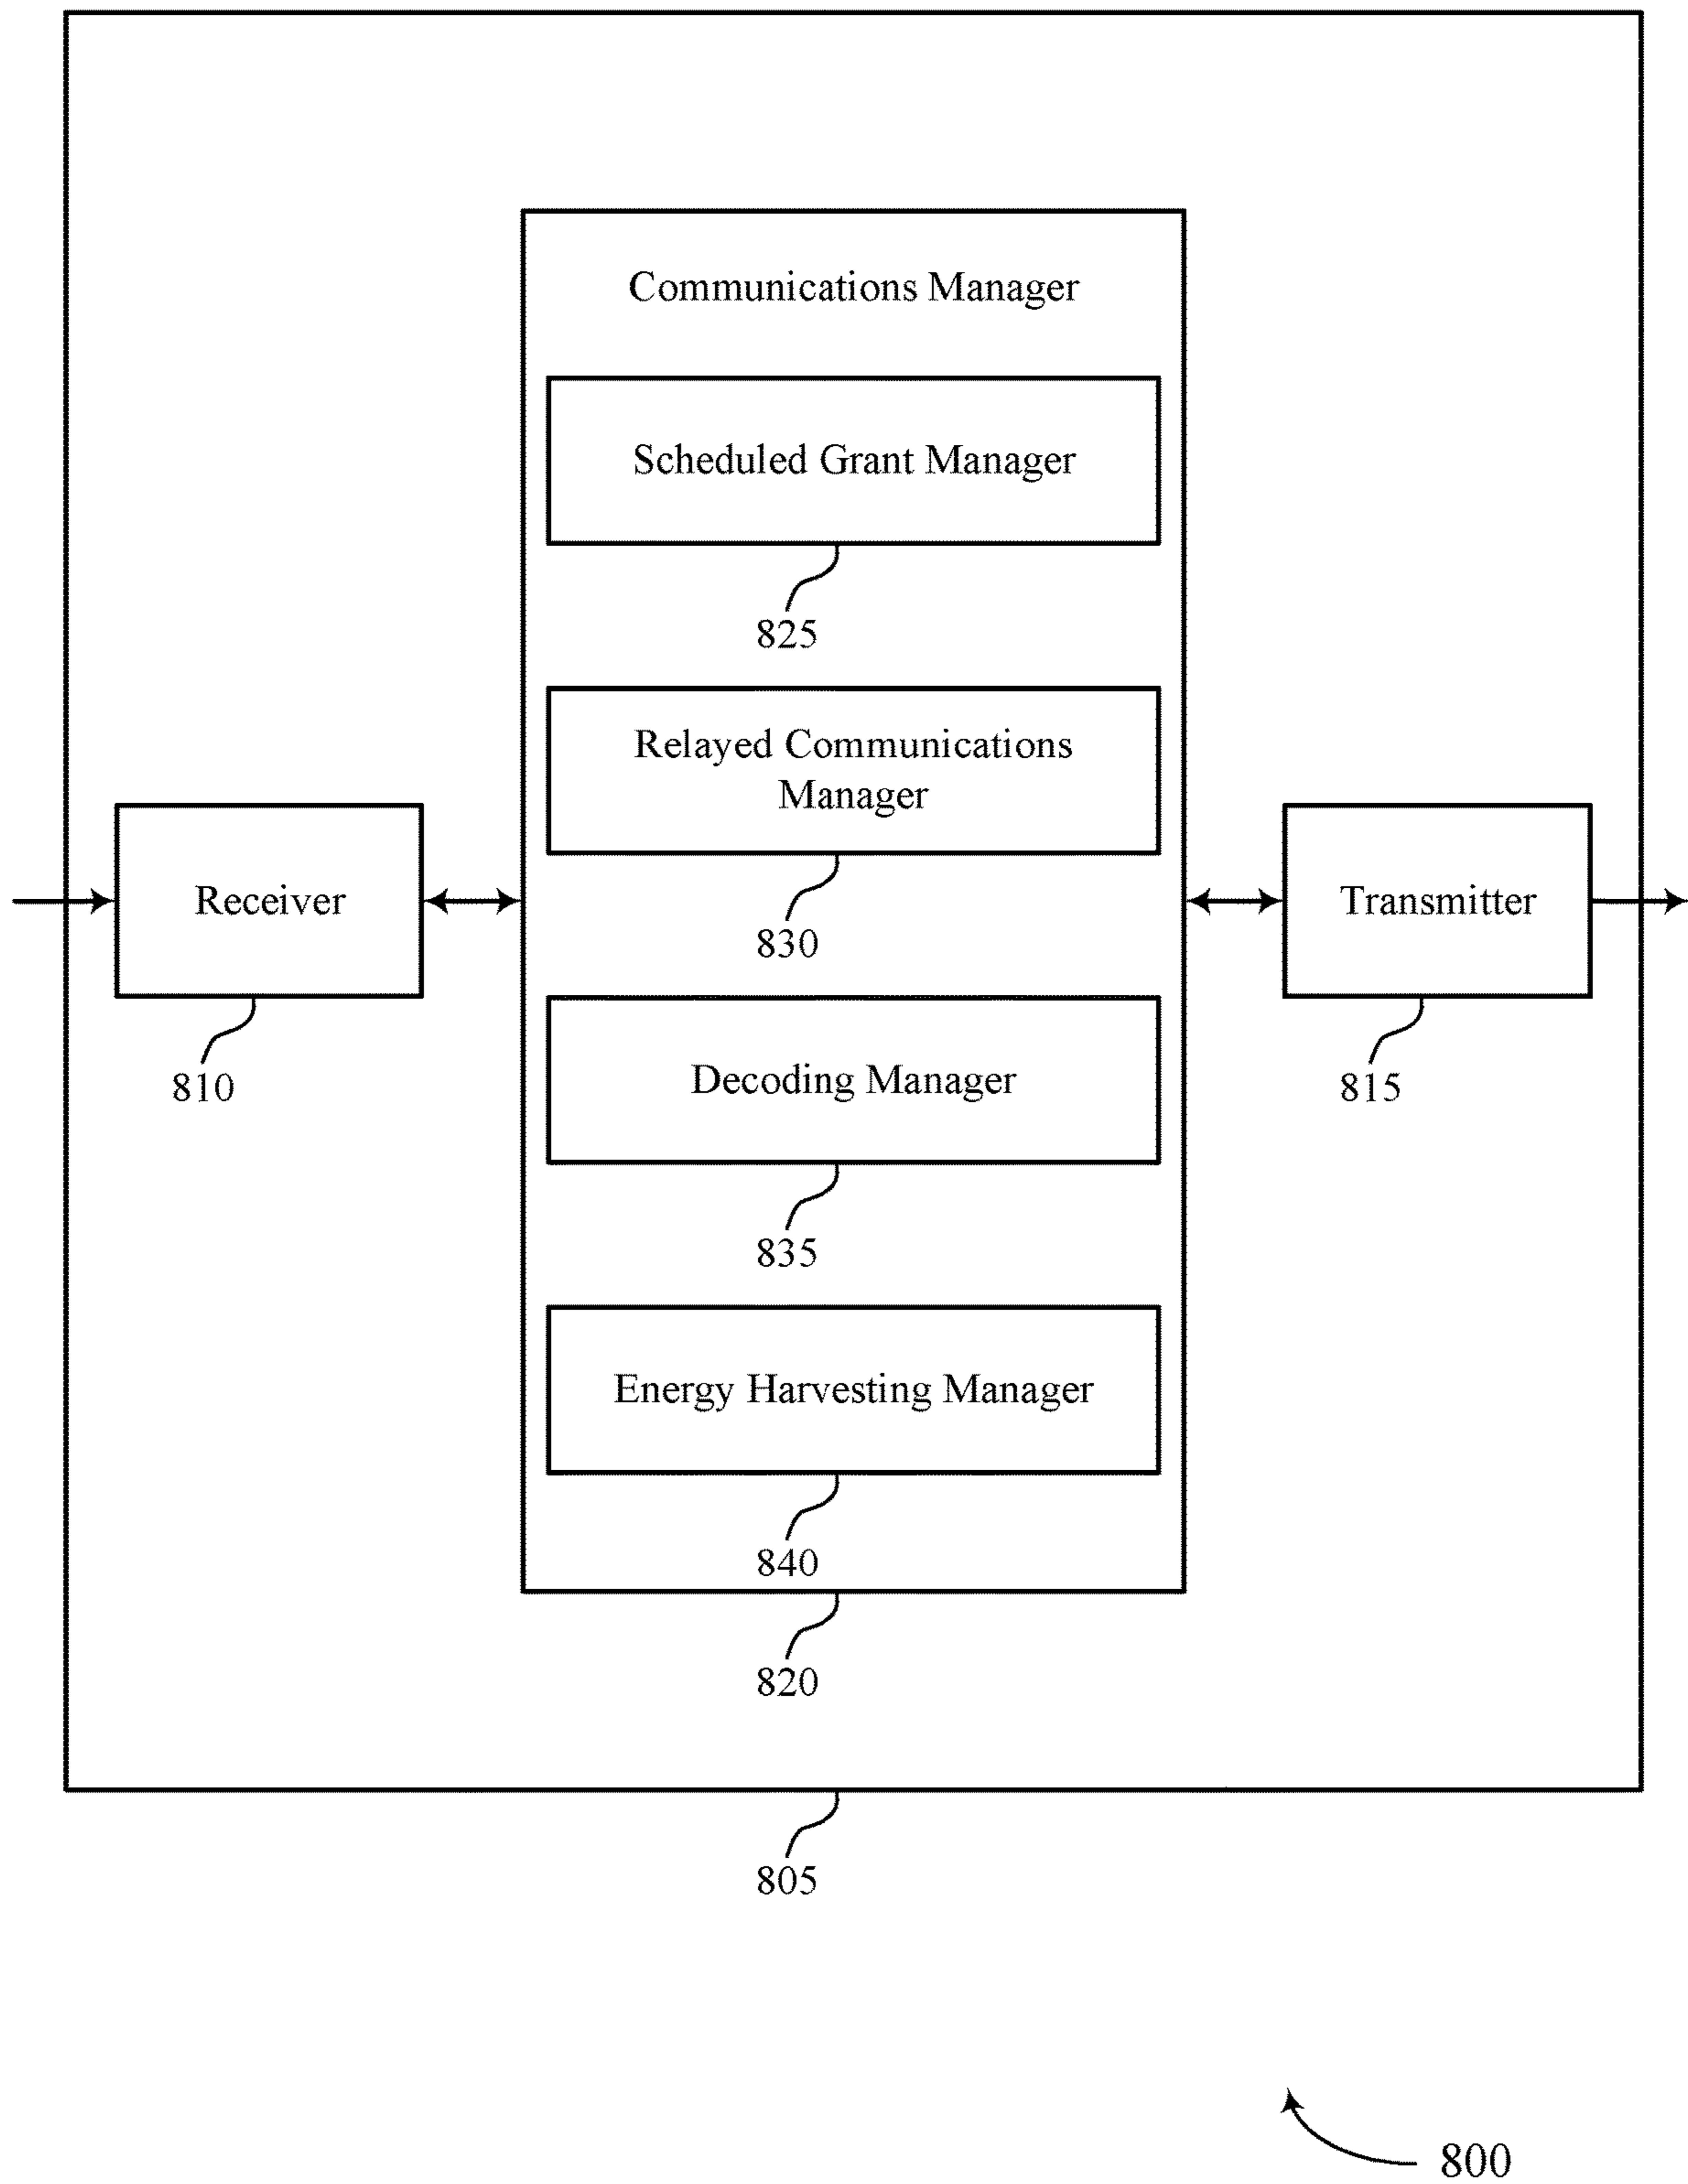 Communications Manager
Scheduled Grant Manager
825
Relayed Communications
Manager
830
Receiver
810
Transmitter
815
Decoding Manager
835
Energy Harvesting Manager
840
820
805
800